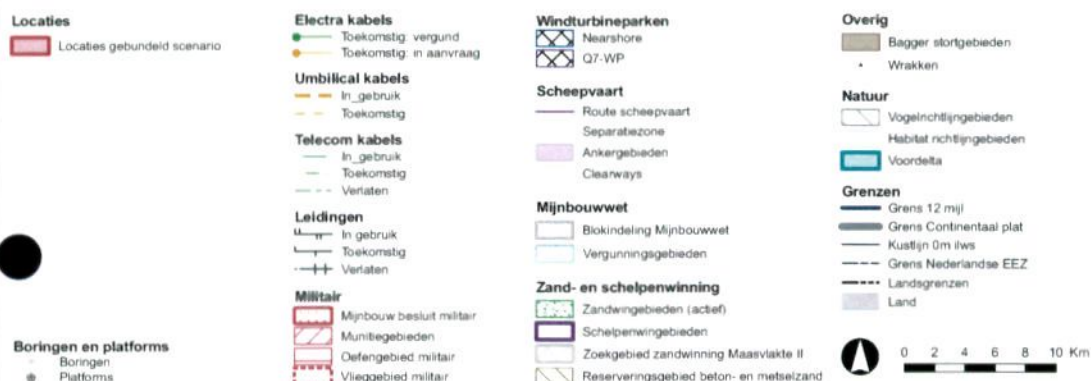 Locaties
Locaties gebundeld scenario
Boringen en platforms
Boringen
Platforms
Electra kabels
Toekomstig: vergund
Toekomstig: in aanvraag
Umbilical kabels
In_gebruik
Toekomstig
Telecom kabels
In_gebruik
Toekomstig
Verlaten
Leidingen
In gebruik
Toekomstig
Verlaten
Militair
Mijnbouw besluit militair
Munitiegebieden
Oefengebied militair
Vlieggebied militair
Windturbineparken
Nearshore
Q7-WP
Scheepvaart
Route scheepvaart
Separatiezone
Ankergebieden
Clearways
Mijnbouwwet
Blokindeling Mijnbouwwet
Vergunningsgebieden
Zand- en schelpenwinning
Zandwingebieden (actief)
Schelpenwingebieden
Zoekgebied zandwinning Maasvlakte II
Reserveringsgebied beton- en metselzand
Overig
Bagger stortgebieden
Wrakken
Natuur
Vogelrichtlijngebieden
Habitat richtlijngebieden
Voordelta
Grenzen
Grens 12 mijl
Grens Continentaal plat
Kustlijn 0m ilws
Grens Nederlandse EEZ
Landsgrenzen
Land
0 2 4 6 8 10 Km